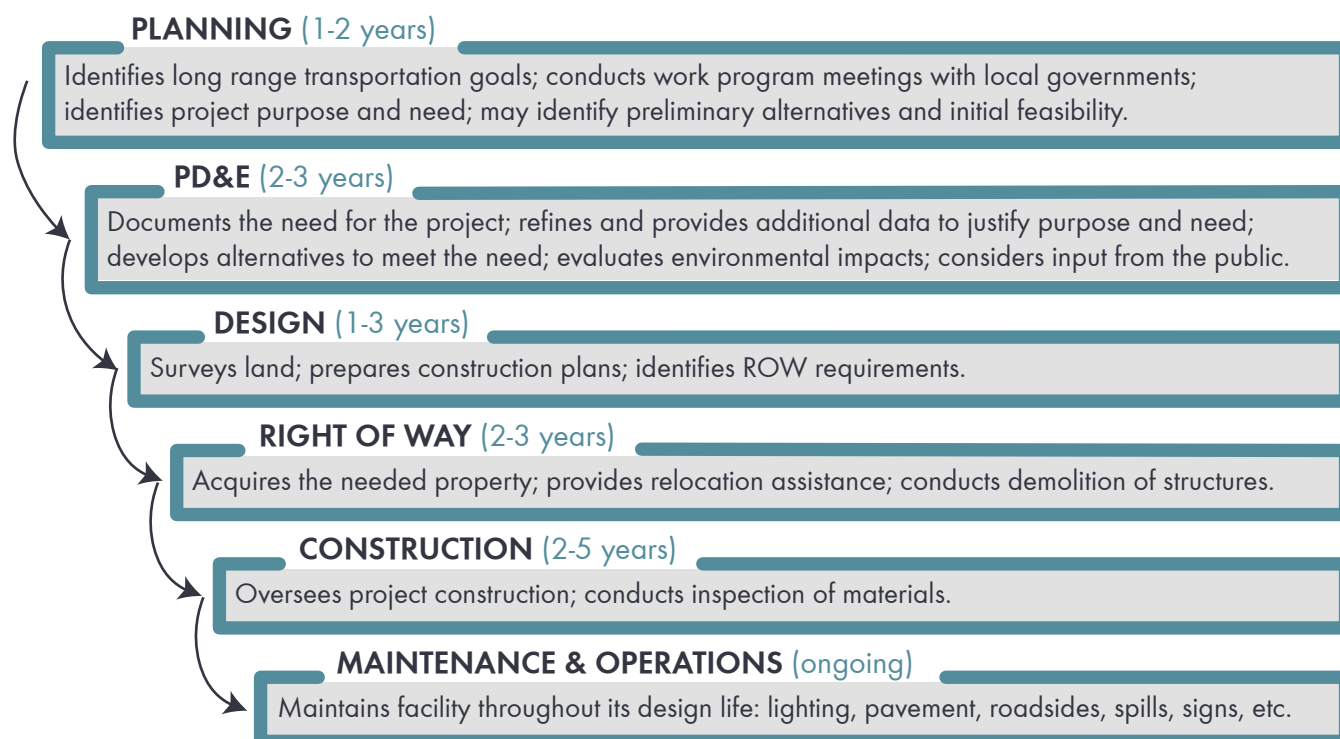 PLANNING (1-2 years)
Identifies long range transportation goals; conducts work program meetings with local governments;
identifies project purpose and need; may identify preliminary alternatives and initial feasibility.
PD&E (2-3 years)
Documents the need for the project; refines and provides additional data to justify purpose and need;
develops alternatives to meet the need; evaluates environmental impacts; considers input from the public.
DESIGN (1-3 years)
Surveys land; prepares construction plans; identifies ROW requirements.
RIGHT OF WAY (2-3 years)
Acquires the needed property; provides relocation assistance; conducts demolition of structures.
CONSTRUCTION (2-5 years)
Oversees project construction; conducts inspection of materials.
MAINTENANCE & OPERATIONS (ongoing)
Maintains facility throughout its design life: lighting, pavement, roadsides, spills, signs, etc.